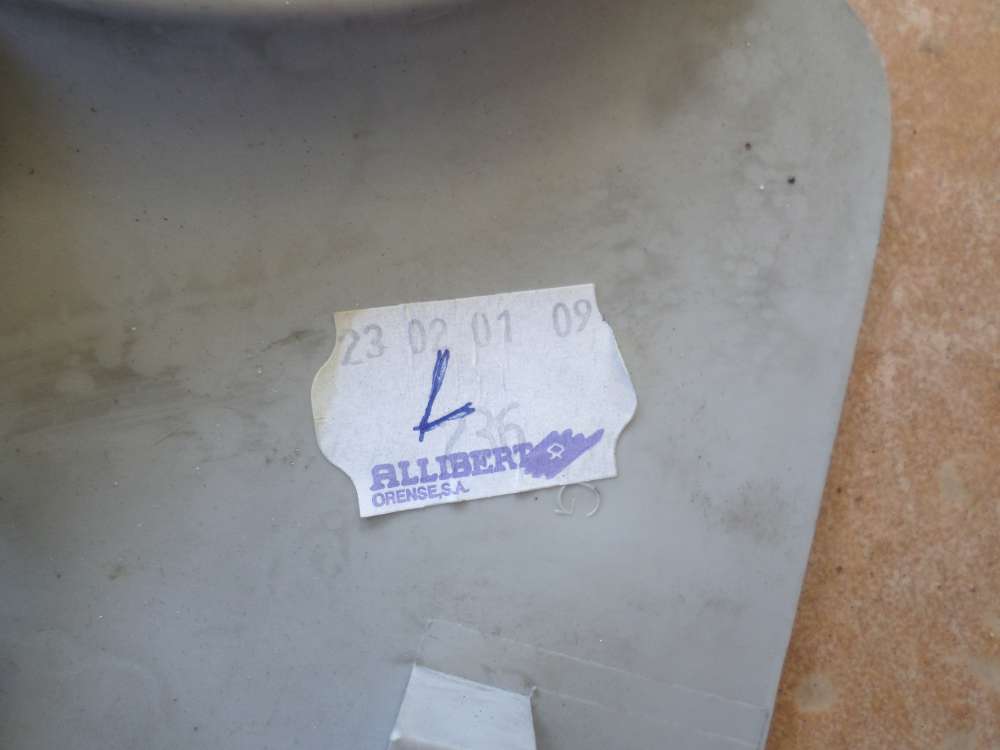 23 02 01 09
L
236
ALLIBERT
ORENSE, S.A.